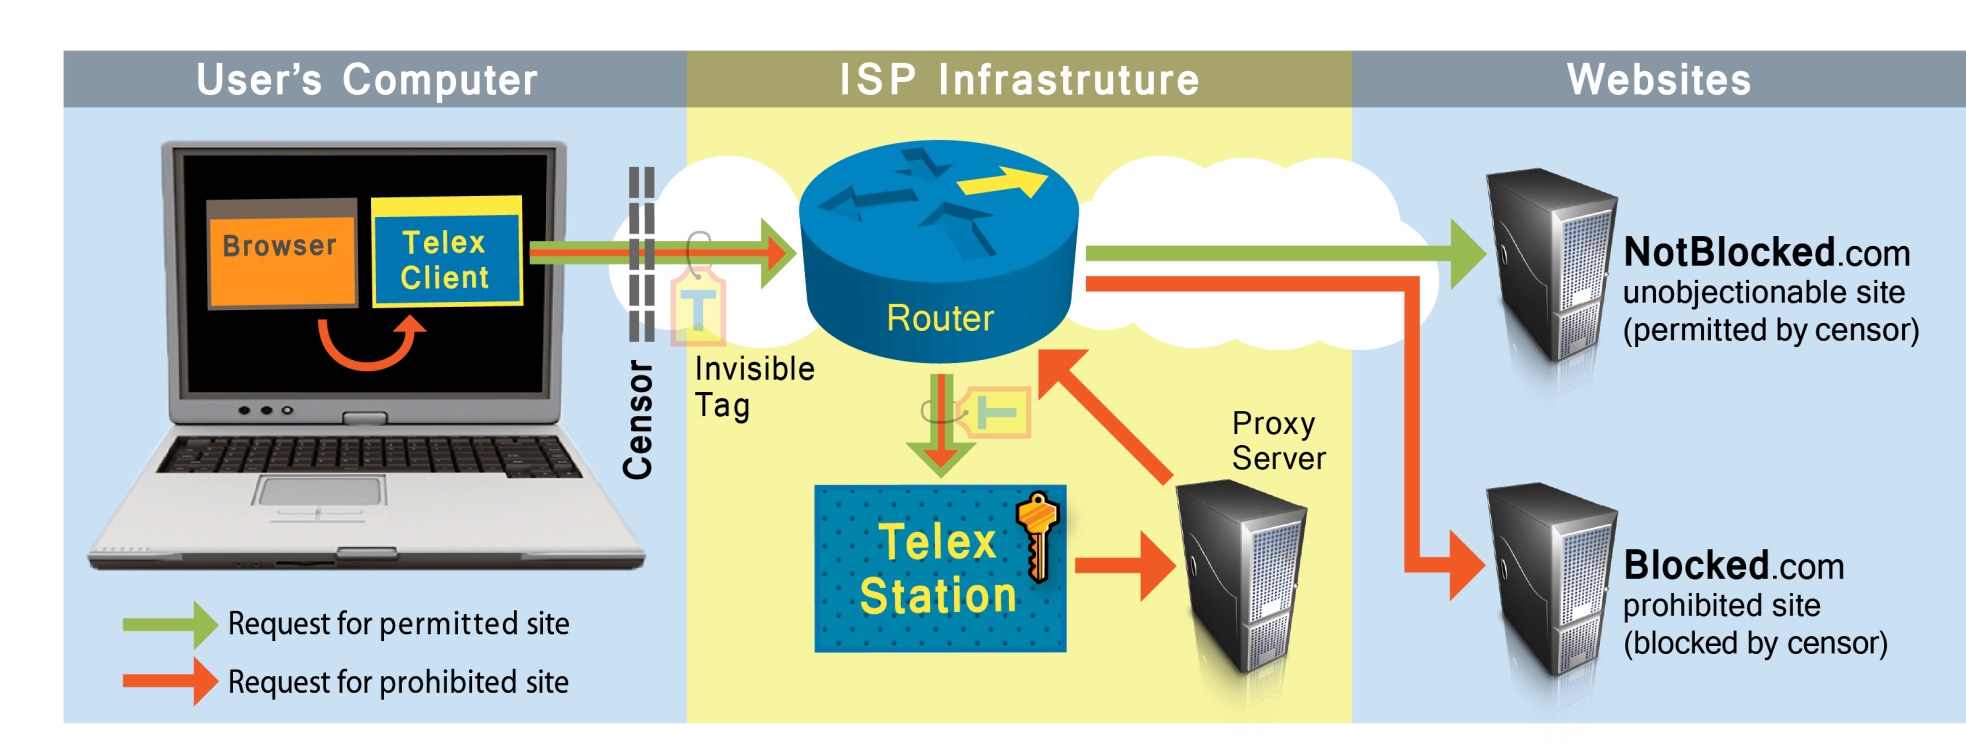 User's Computer
ISP Infrastruture
Websites
Browser
Telex
Client
Censor
T
Invisible
Tag
Router
T
Telex
Station
Proxy
Server
NotBlocked.com
unobjectionable site
(permitted by censor)
Blocked.com
prohibited site
(blocked by censor)
Request for permitted site
Request for prohibited site